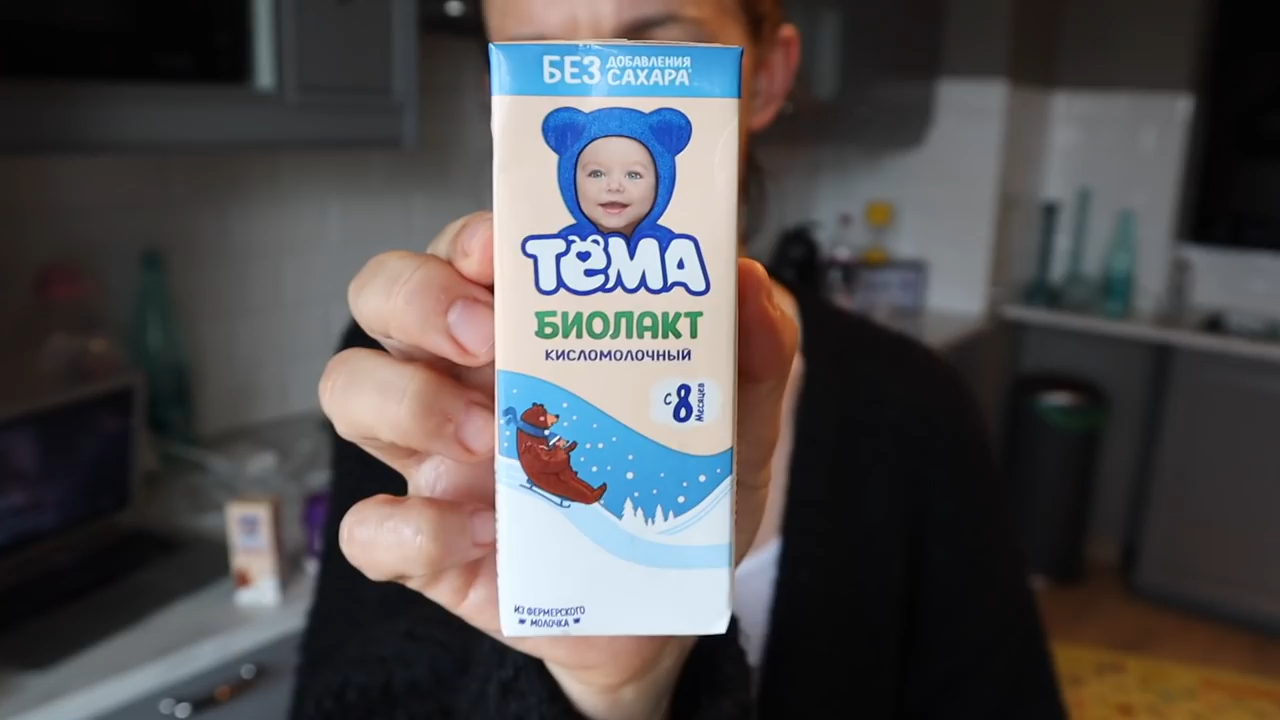 БЕЗ ДОБАВЛЕНИЯ
САХАРА*
ТЁМА
БИОЛАКТ
КИСЛОМОЛОЧНЫЙ
с 8 месяцев
ИЗ ФЕРМЕРСКОГО
МОЛОЧКА